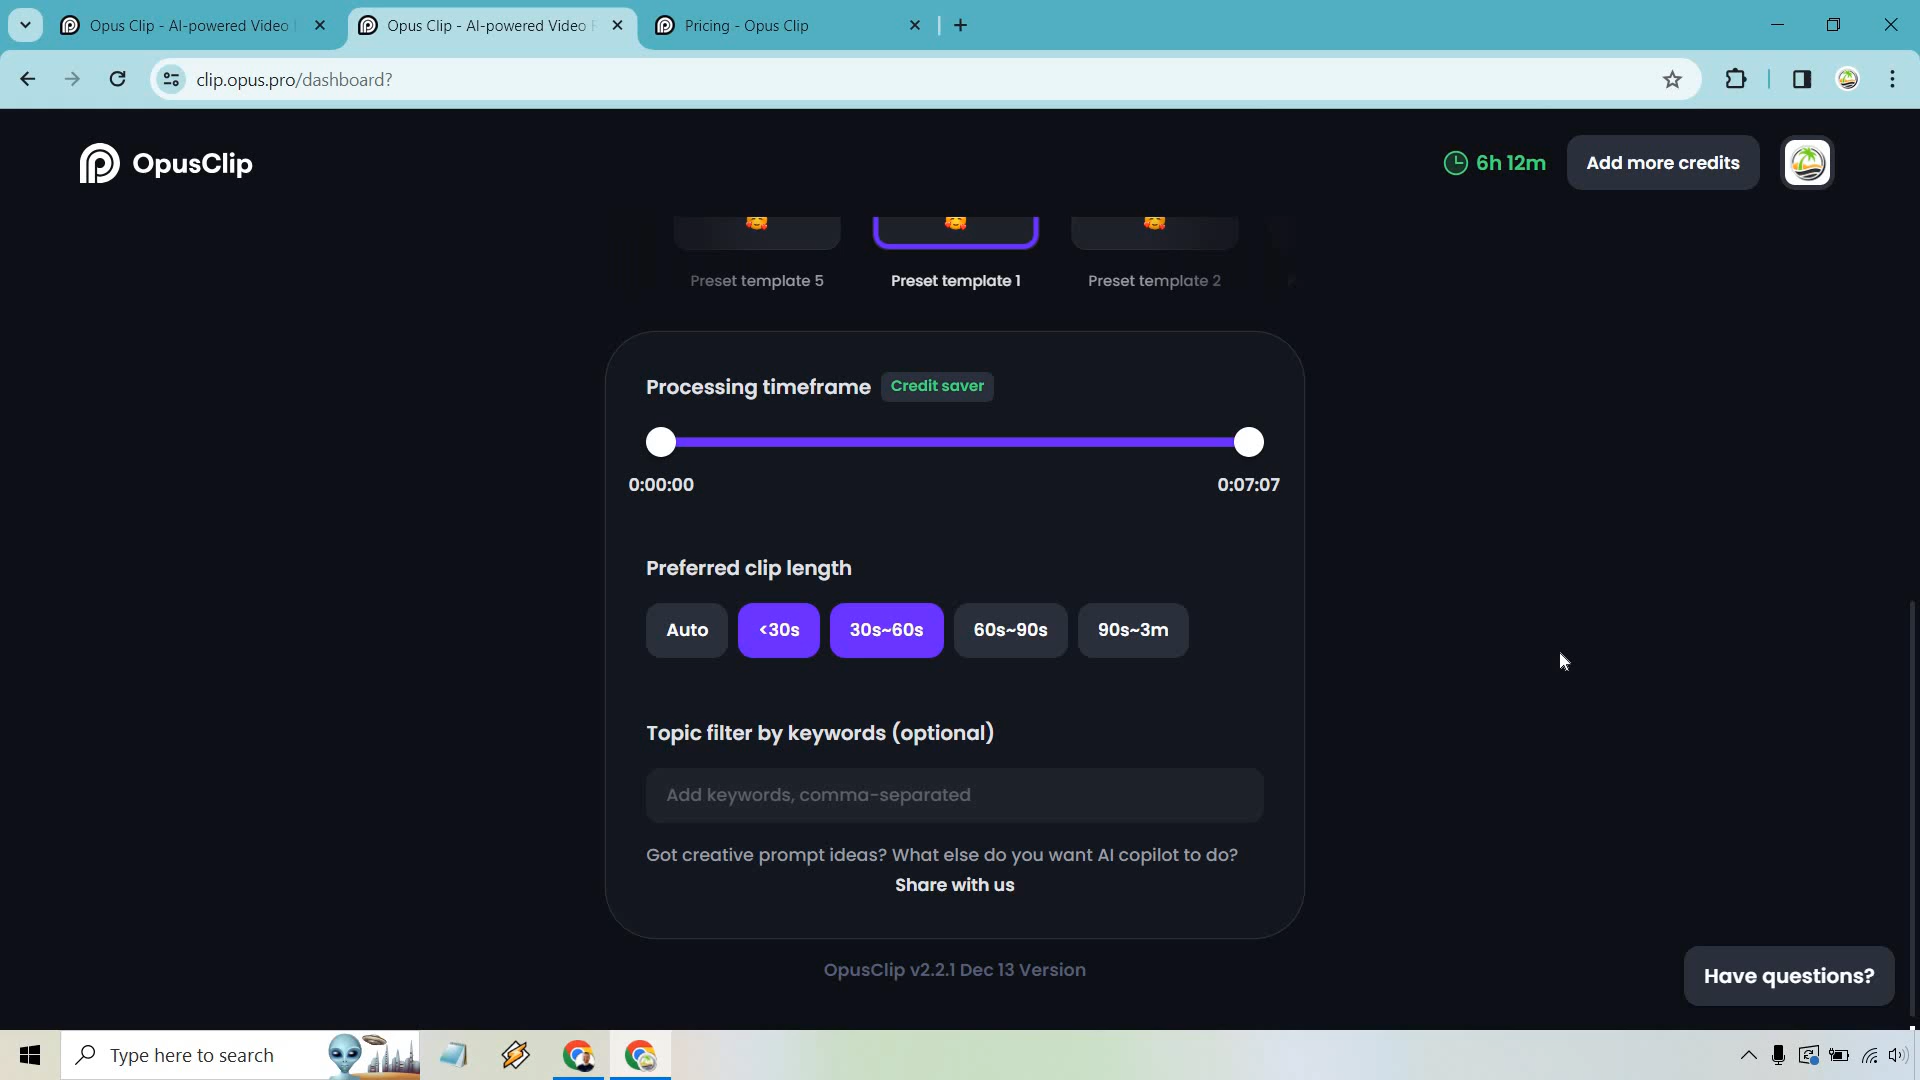 Opus Clip - AI-powered Video
Opus Clip - AI-powered Video
Pricing - Opus Clip
clip.opus.pro/dashboard?
OpusClip
6h 12m
Add more credits
Preset template 5
Preset template 1
Preset template 2
Processing timeframe
Credit saver
0:00:00
0:07:07
Preferred clip length
Auto
<30s
30s~60s
60s~90s
90s~3m
Topic filter by keywords (optional)
Add keywords, comma-separated
Got creative prompt ideas? What else do you want AI copilot to do?
Share with us
OpusClip v2.2.1 Dec 13 Version
Have questions?
Type here to search